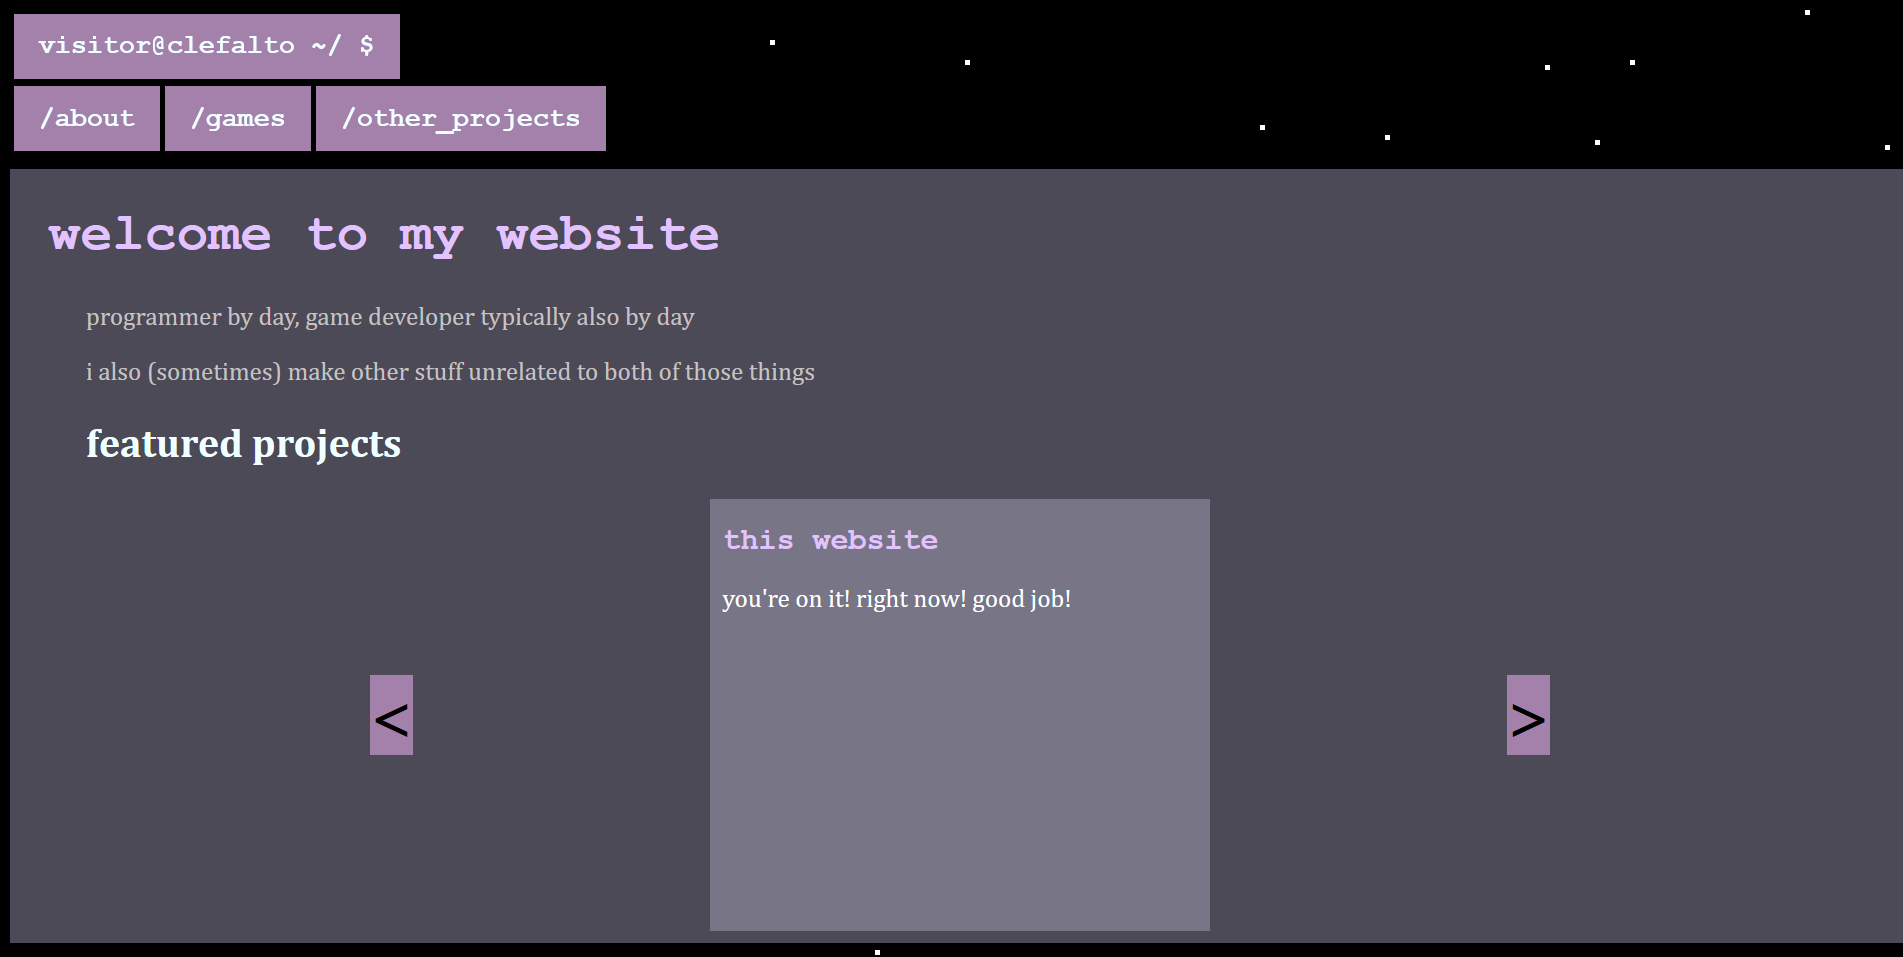 visitor@clefalto ~/ $
/about /games /other_projects
welcome to my website
programmer by day, game developer typically also by day
i also (sometimes) make other stuff unrelated to both of those things
featured projects
this website
you're on it! right now! good job!
< >